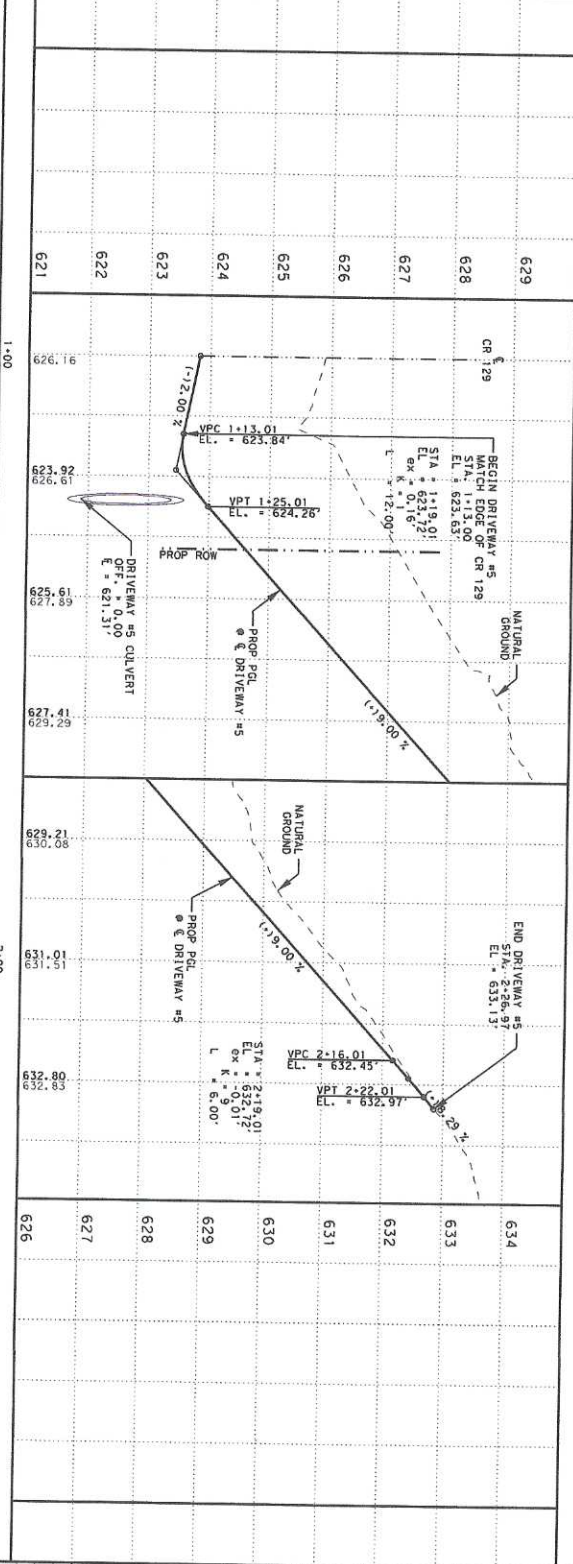 629
628
627
626
625
624
623
622
621
CR ℄
129
BEGIN DRIVEWAY #5
MATCH EDGE OF CR 129
STA. 1+13.00
EL = 623.63'
STA = 1+19.01
EL = 623.72'
ex = 0.16'
K = 1
L = 12.00'
NATURAL
GROUND
(-)2.00 %
VPC 1+13.01
EL. = 623.84'
VPT 1+25.01
EL. = 624.26'
PROP ROW
PROP PGL
@ ℄ DRIVEWAY #5
(+)9.00 %
DRIVEWAY #5 CULVERT
OFF. = 0.00
= 621.31'
626.16
623.92
626.61
625.61
627.89
627.41
629.29
1+00
END DRIVEWAY #5
STA. 2+26.97
EL = 633.13'
NATURAL
GROUND
(+)9.00 %
PROP PGL
@ ℄ DRIVEWAY #5
VPC 2+16.01
EL. = 632.45'
VPT 2+22.01
EL. = 632.97'
STA = 2+19.01
EL = 632.72'
ex = -0.01'
K = 9
L = 6.00'
629.21
630.08
631.01
631.51
632.80
632.83
634
633
632
631
630
629
628
627
626